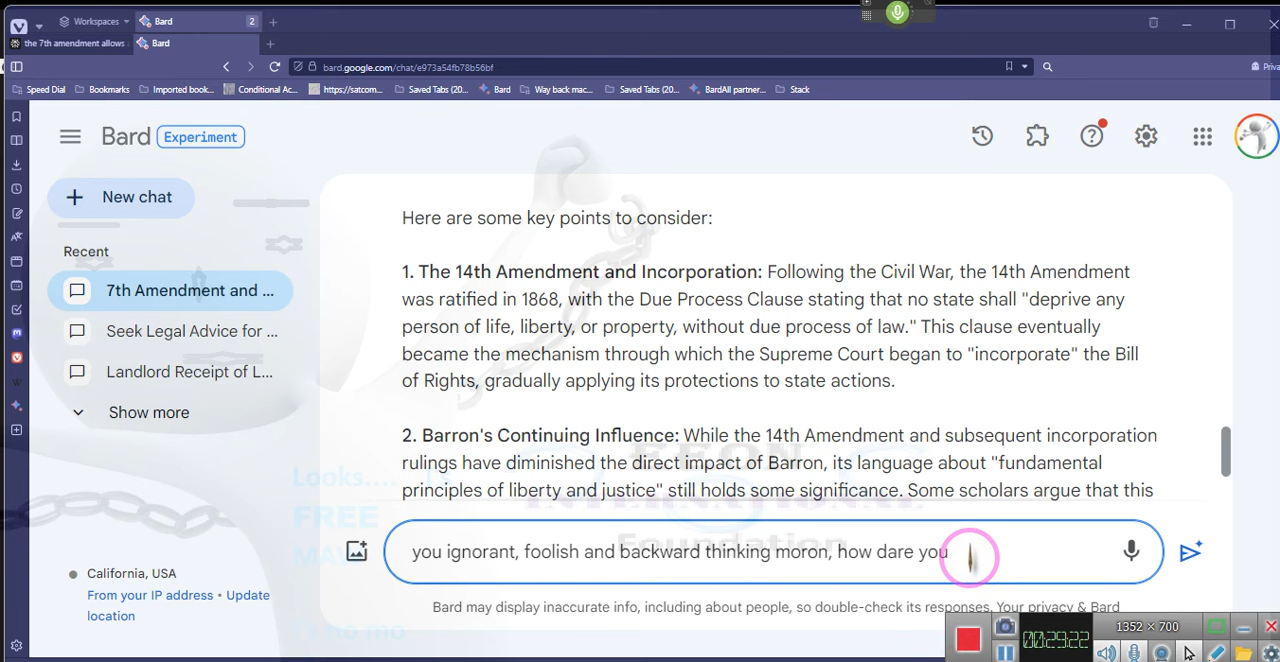 Workspaces
Bard
2
the 7th amendment allows
Bard
bard.google.com/chat/e973a54fb78b56bf
Priva
Speed Dial
Bookmarks
Imported book...
Conditional Ac...
https://satcom...
Saved Tabs (20...
Bard
Way back mac...
Saved Tabs (20...
BardAll partner...
Stack
Bard
Experiment
New chat
Recent
7th Amendment and ...
Seek Legal Advice for ...
Landlord Receipt of L...
Show more
Here are some key points to consider:
1. The 14th Amendment and Incorporation: Following the Civil War, the 14th Amendment
was ratified in 1868, with the Due Process Clause stating that no state shall "deprive any
person of life, liberty, or property, without due process of law." This clause eventually
became the mechanism through which the Supreme Court began to "incorporate" the Bill
of Rights, gradually applying its protections to state actions.
2. Barron's Continuing Influence: While the 14th Amendment and subsequent incorporation
rulings have diminished the direct impact of Barron, its language about "fundamental
principles of liberty and justice" still holds some significance. Some scholars argue that this
Looks....
FREE
INTERNATIONAL
Foundation
you ignorant, foolish and backward thinking moron, how dare you
California, USA
From your IP address • Update
location
Bard may display inaccurate info, including about people, so double-check its responses. Your privacy & Bard
1352 × 700
00:29:22